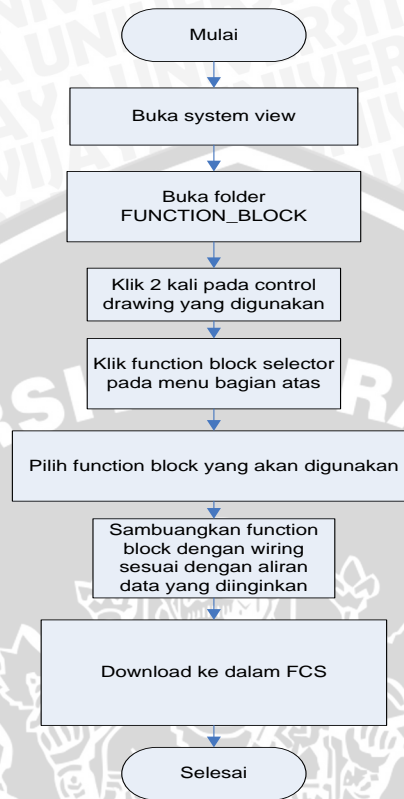 Mulai
Buka system view
Buka folder
FUNCTION_BLOCK
Klik 2 kali pada control
drawing yang digunakan
Klik function block selector
pada menu bagian atas
Pilih function block yang akan digunakan
Sambuangkan function
block dengan wiring
sesuai dengan aliran
data yang diinginkan
Download ke dalam FCS
Selesai